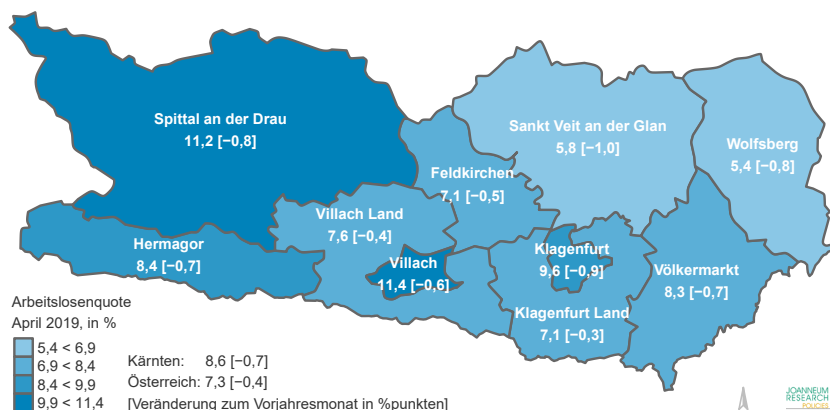 Spittal an der Drau
11,2 [−0,8]
Sankt Veit an der Glan
5,8 [−1,0]
Wolfsberg
5,4 [−0,8]
Feldkirchen
7,1 [−0,5]
Villach Land
7,6 [−0,4]
Hermagor
8,4 [−0,7]
Villach
11,4 [−0,6]
Klagenfurt
9,6 [−0,9]
Völkermarkt
8,3 [−0,7]
Klagenfurt Land
7,1 [−0,3]
Arbeitslosenquote
April 2019, in %
5,4 < 6,9
6,9 < 8,4
8,4 < 9,9
9,9 < 11,4
Kärnten: 8,6 [−0,7]
Österreich: 7,3 [−0,4]
[Veränderung zum Vorjahresmonat in %punkten]
JOANNEUM
RESEARCH
POLICIES